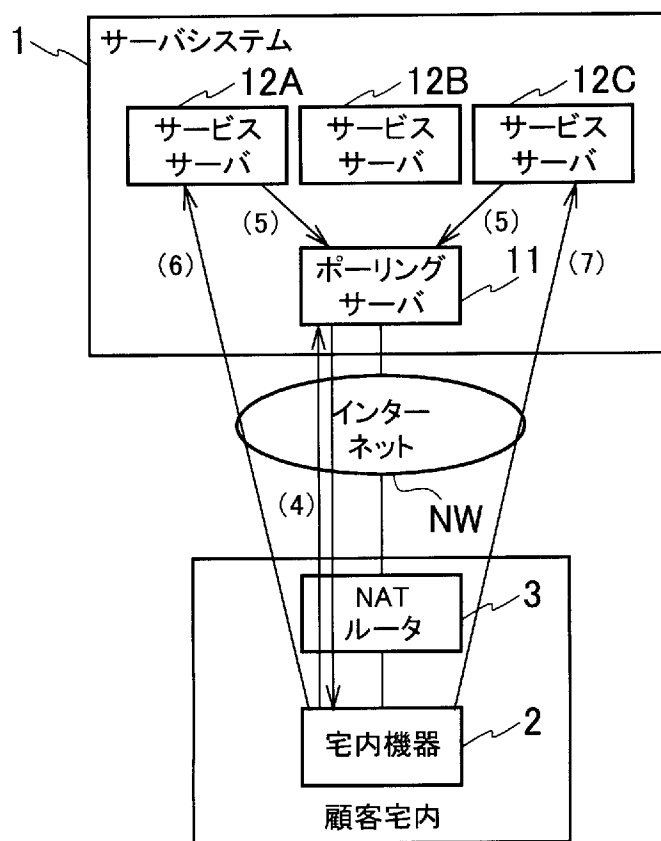 1
サーバシステム
12A
12B
12C
サービス
サーバ
サービス
サーバ
サービス
サーバ
(5)
(5)
(6)
(7)
ポーリング
サーバ
11
インター
ネット
(4)
NW
NAT
ルータ
3
宅内機器
2
顧客宅内